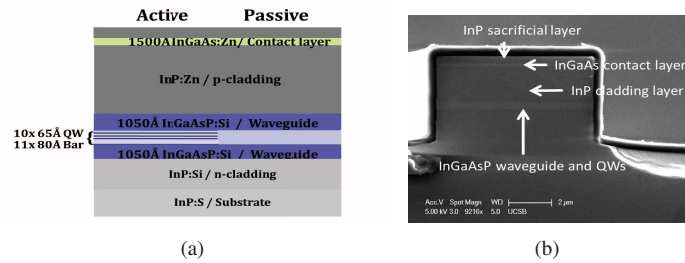 Active Passive
1500A InGaAs:Zn/ Contact layer
InP:Zn / p-cladding
1050Å InGaAsP:Si / Waveguide
10x 65Å QW
11x 80Å Bar
1050Å InGaAsP:Si / Waveguide
InP:Si / n-cladding
InP:S / Substrate
(a)
InP sacrificial layer
InGaAs contact layer
InP cladding layer
InGaAsP waveguide and QWs
Acc.V Spot Magn WD 2 µm
5.00 kV 3.0 9216x 5.0 UCSB
(b)